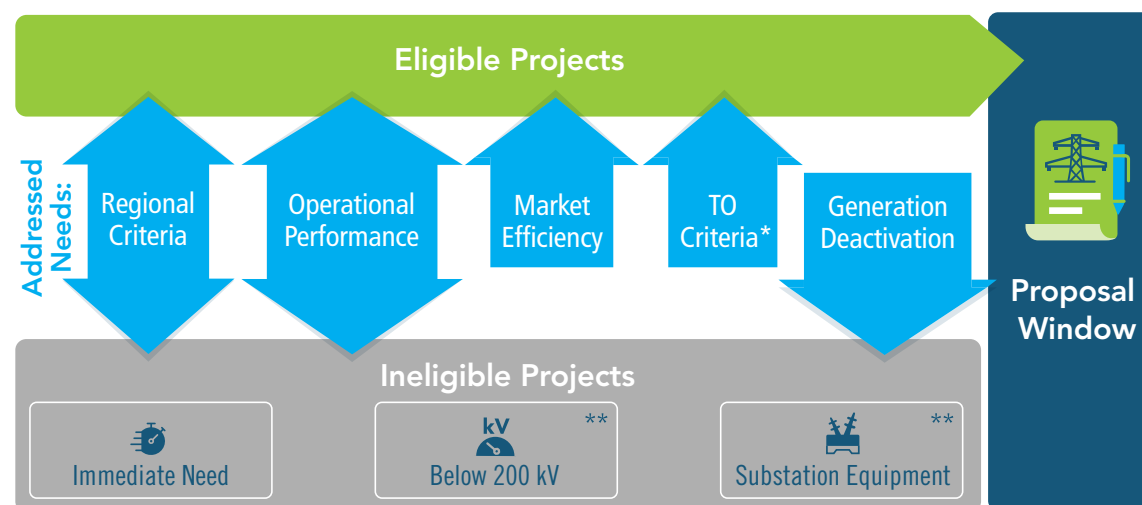 Eligible Projects
Addressed
Needs:
Regional
Criteria
Operational
Performance
Market
Efficiency
TO
Criteria*
Generation
Deactivation
Proposal
Window
Ineligible Projects
Immediate Need
kV
**
Below 200 kV
**
Substation Equipment